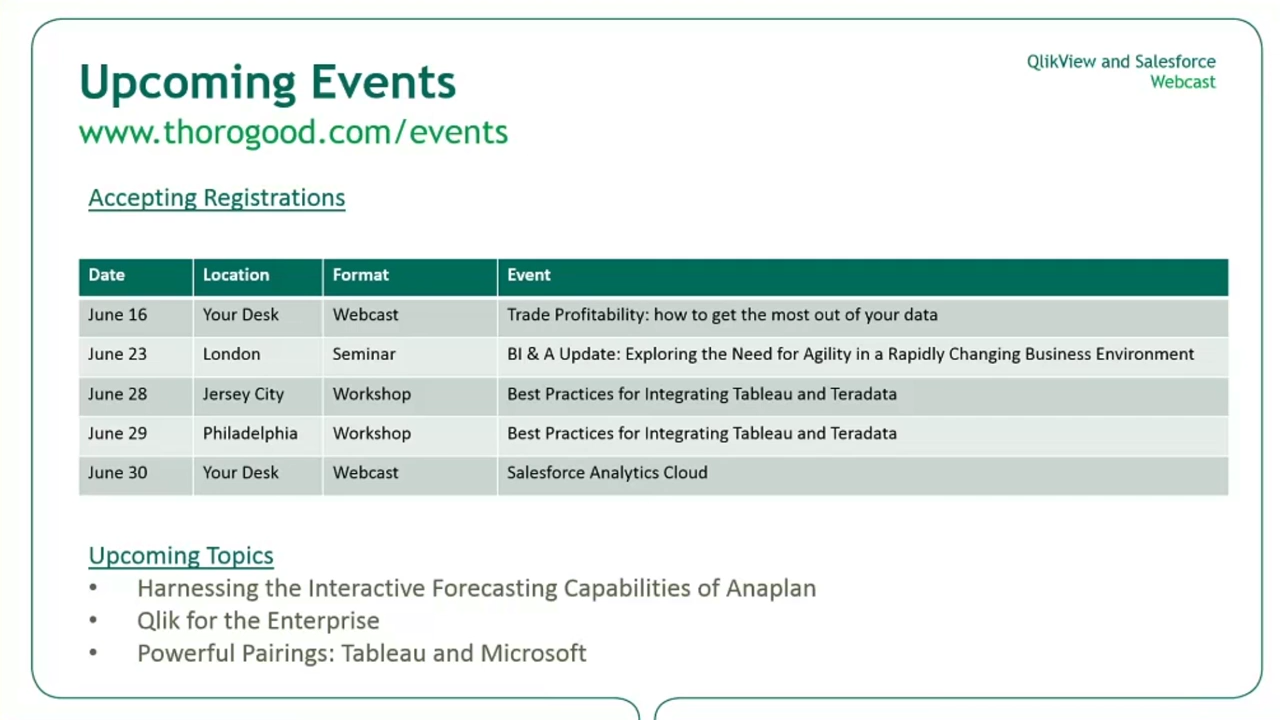 Upcoming Events
www.thorogood.com/events
QlikView and Salesforce
Webcast
Accepting Registrations
Date Location Format Event
June 16 Your Desk Webcast Trade Profitability: how to get the most out of your data
June 23 London Seminar BI & A Update: Exploring the Need for Agility in a Rapidly Changing Business Environment
June 28 Jersey City Workshop Best Practices for Integrating Tableau and Teradata
June 29 Philadelphia Workshop Best Practices for Integrating Tableau and Teradata
June 30 Your Desk Webcast Salesforce Analytics Cloud
Upcoming Topics
• Harnessing the Interactive Forecasting Capabilities of Anaplan
• Qlik for the Enterprise
• Powerful Pairings: Tableau and Microsoft